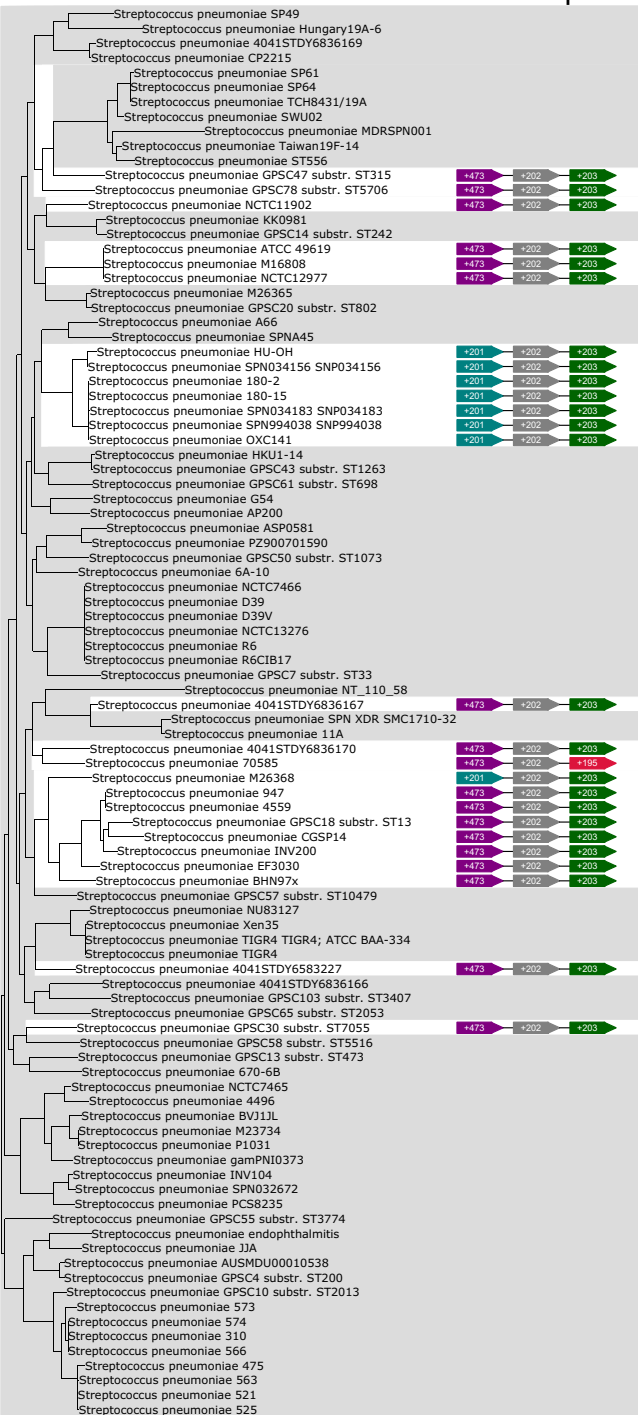 Streptococcus pneumoniae SP49
Streptococcus pneumoniae Hungary19A-6
Streptococcus pneumoniae 4041STDY6836169
Streptococcus pneumoniae CP2215
Streptococcus pneumoniae SP61
Streptococcus pneumoniae SP64
Streptococcus pneumoniae TCH8431/19A
Streptococcus pneumoniae SWU02
Streptococcus pneumoniae MDRSPN001
Streptococcus pneumoniae Taiwan19F-14
Streptococcus pneumoniae ST556
Streptococcus pneumoniae GPSC47 substr. ST315 +473 +202 +203
Streptococcus pneumoniae GPSC78 substr. ST5706 +473 +202 +203
Streptococcus pneumoniae NCTC11902 +473 +202 +203
Streptococcus pneumoniae KK0981
Streptococcus pneumoniae GPSC14 substr. ST242
Streptococcus pneumoniae ATCC 49619 +473 +202 +203
Streptococcus pneumoniae M16808 +473 +202 +203
Streptococcus pneumoniae NCTC12977 +473 +202 +203
Streptococcus pneumoniae M26365
Streptococcus pneumoniae GPSC20 substr. ST802
Streptococcus pneumoniae A66
Streptococcus pneumoniae SPNA45
Streptococcus pneumoniae HU-OH +201 +202 +203
Streptococcus pneumoniae SPN034156 SNP034156 +201 +202 +203
Streptococcus pneumoniae 180-2 +201 +202 +203
Streptococcus pneumoniae 180-15 +201 +202 +203
Streptococcus pneumoniae SPN034183 SNP034183 +201 +202 +203
Streptococcus pneumoniae SPN994038 SNP994038 +201 +202 +203
Streptococcus pneumoniae OXC141 +201 +202 +203
Streptococcus pneumoniae HKU1-14
Streptococcus pneumoniae GPSC43 substr. ST1263
Streptococcus pneumoniae GPSC61 substr. ST698
Streptococcus pneumoniae G54
Streptococcus pneumoniae AP200
Streptococcus pneumoniae ASP0581
Streptococcus pneumoniae PZ900701590
Streptococcus pneumoniae GPSC50 substr. ST1073
Streptococcus pneumoniae 6A-10
Streptococcus pneumoniae NCTC7466
Streptococcus pneumoniae D39
Streptococcus pneumoniae D39V
Streptococcus pneumoniae NCTC13276
Streptococcus pneumoniae R6
Streptococcus pneumoniae R6CIB17
Streptococcus pneumoniae GPSC7 substr. ST33
Streptococcus pneumoniae NT_110_58
Streptococcus pneumoniae 4041STDY6836167 +473 +202 +203
Streptococcus pneumoniae SPN XDR SMC1710-32
Streptococcus pneumoniae 11A
Streptococcus pneumoniae 4041STDY6836170 +473 +202 +203
Streptococcus pneumoniae 70585 +473 +202 +195
Streptococcus pneumoniae M26368 +201 +202 +203
Streptococcus pneumoniae 947 +473 +202 +203
Streptococcus pneumoniae 4559 +473 +202 +203
Streptococcus pneumoniae GPSC18 substr. ST13 +473 +202 +203
Streptococcus pneumoniae CGSP14 +473 +202 +203
Streptococcus pneumoniae INV200 +473 +202 +203
Streptococcus pneumoniae EF3030 +473 +202 +203
Streptococcus pneumoniae BHN97x +473 +202 +203
Streptococcus pneumoniae GPSC57 substr. ST10479
Streptococcus pneumoniae NU83127
Streptococcus pneumoniae Xen35
Streptococcus pneumoniae TIGR4 TIGR4; ATCC BAA-334
Streptococcus pneumoniae TIGR4
Streptococcus pneumoniae 4041STDY6583227 +473 +202 +203
Streptococcus pneumoniae 4041STDY6836166
Streptococcus pneumoniae GPSC103 substr. ST3407
Streptococcus pneumoniae GPSC65 substr. ST2053
Streptococcus pneumoniae GPSC30 substr. ST7055 +473 +202 +203
Streptococcus pneumoniae GPSC58 substr. ST5516
Streptococcus pneumoniae GPSC13 substr. ST473
Streptococcus pneumoniae 670-6B
Streptococcus pneumoniae NCTC7465
Streptococcus pneumoniae 4496
Streptococcus pneumoniae BVJ1JL
Streptococcus pneumoniae M23734
Streptococcus pneumoniae P1031
Streptococcus pneumoniae gamPNI0373
Streptococcus pneumoniae INV104
Streptococcus pneumoniae SPN032672
Streptococcus pneumoniae PCS8235
Streptococcus pneumoniae GPSC55 substr. ST3774
Streptococcus pneumoniae endophthalmitis
Streptococcus pneumoniae JJA
Streptococcus pneumoniae AUSMDU00010538
Streptococcus pneumoniae GPSC4 substr. ST200
Streptococcus pneumoniae GPSC10 substr. ST2013
Streptococcus pneumoniae 573
Streptococcus pneumoniae 574
Streptococcus pneumoniae 310
Streptococcus pneumoniae 566
Streptococcus pneumoniae 475
Streptococcus pneumoniae 563
Streptococcus pneumoniae 521
Streptococcus pneumoniae 525